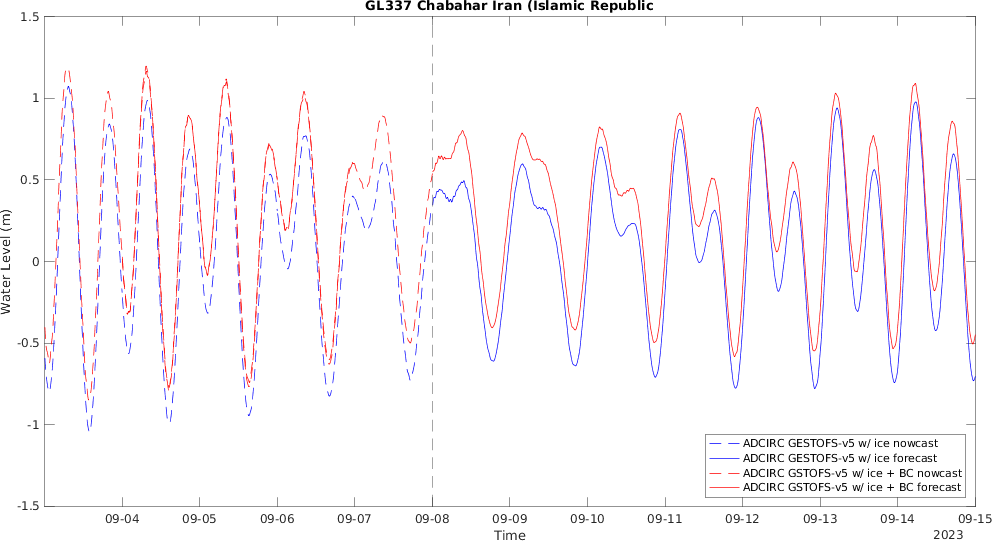 GL337 Chabahar Iran (Islamic Republic
1.5
1
0.5
0
-0.5
-1
-1.5
Water Level (m)
ADCIRC GESTOFS-v5 w/ ice nowcast
ADCIRC GESTOFS-v5 w/ ice forecast
ADCIRC GSTOFS-v5 w/ ice + BC nowcast
ADCIRC GSTOFS-v5 w/ ice + BC forecast
09-04 09-05 09-06 09-07 09-08 09-09 09-10 09-11 09-12 09-13 09-14 09-15
Time
2023